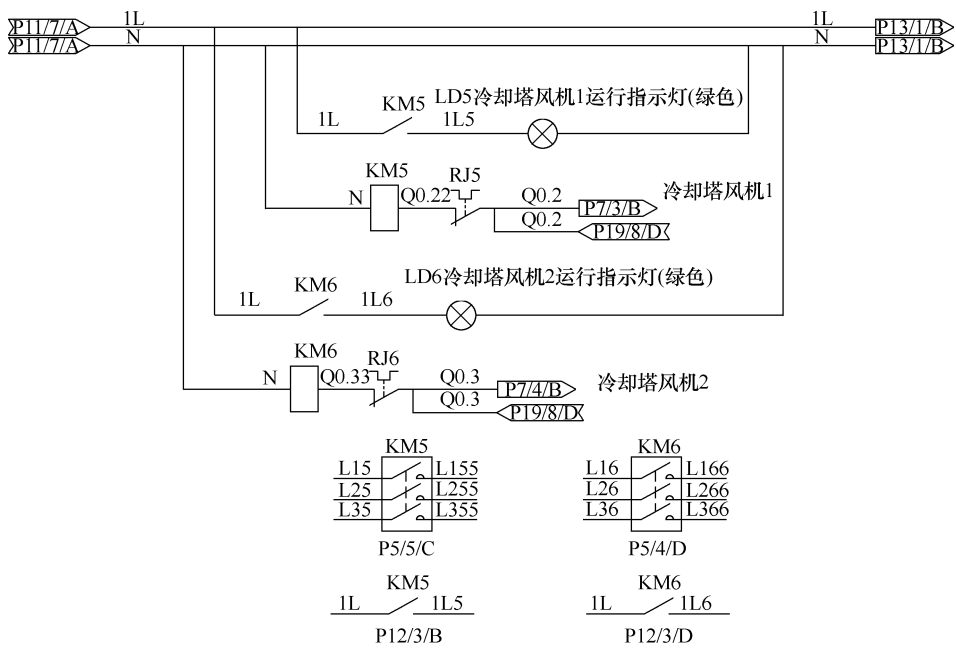 P11/7/A 1L 1L P13/1/B
P11/7/A N N P13/1/B
LD5冷却塔风机1运行指示灯(绿色)
KM5
1L 1L5
KM5 RJ5 冷却塔风机1
N Q0.22 Q0.2 P7/3/B
Q0.2 P19/8/D
LD6冷却塔风机2运行指示灯(绿色)
KM6
1L 1L6
KM6 RJ6 冷却塔风机2
N Q0.33 Q0.3 P7/4/B
Q0.3 P19/8/D
KM5 KM6
L15 L155 L16 L166
L25 L255 L26 L266
L35 L355 L36 L366
P5/5/C P5/4/D
KM5 KM6
1L 1L5 1L 1L6
P12/3/B P12/3/D